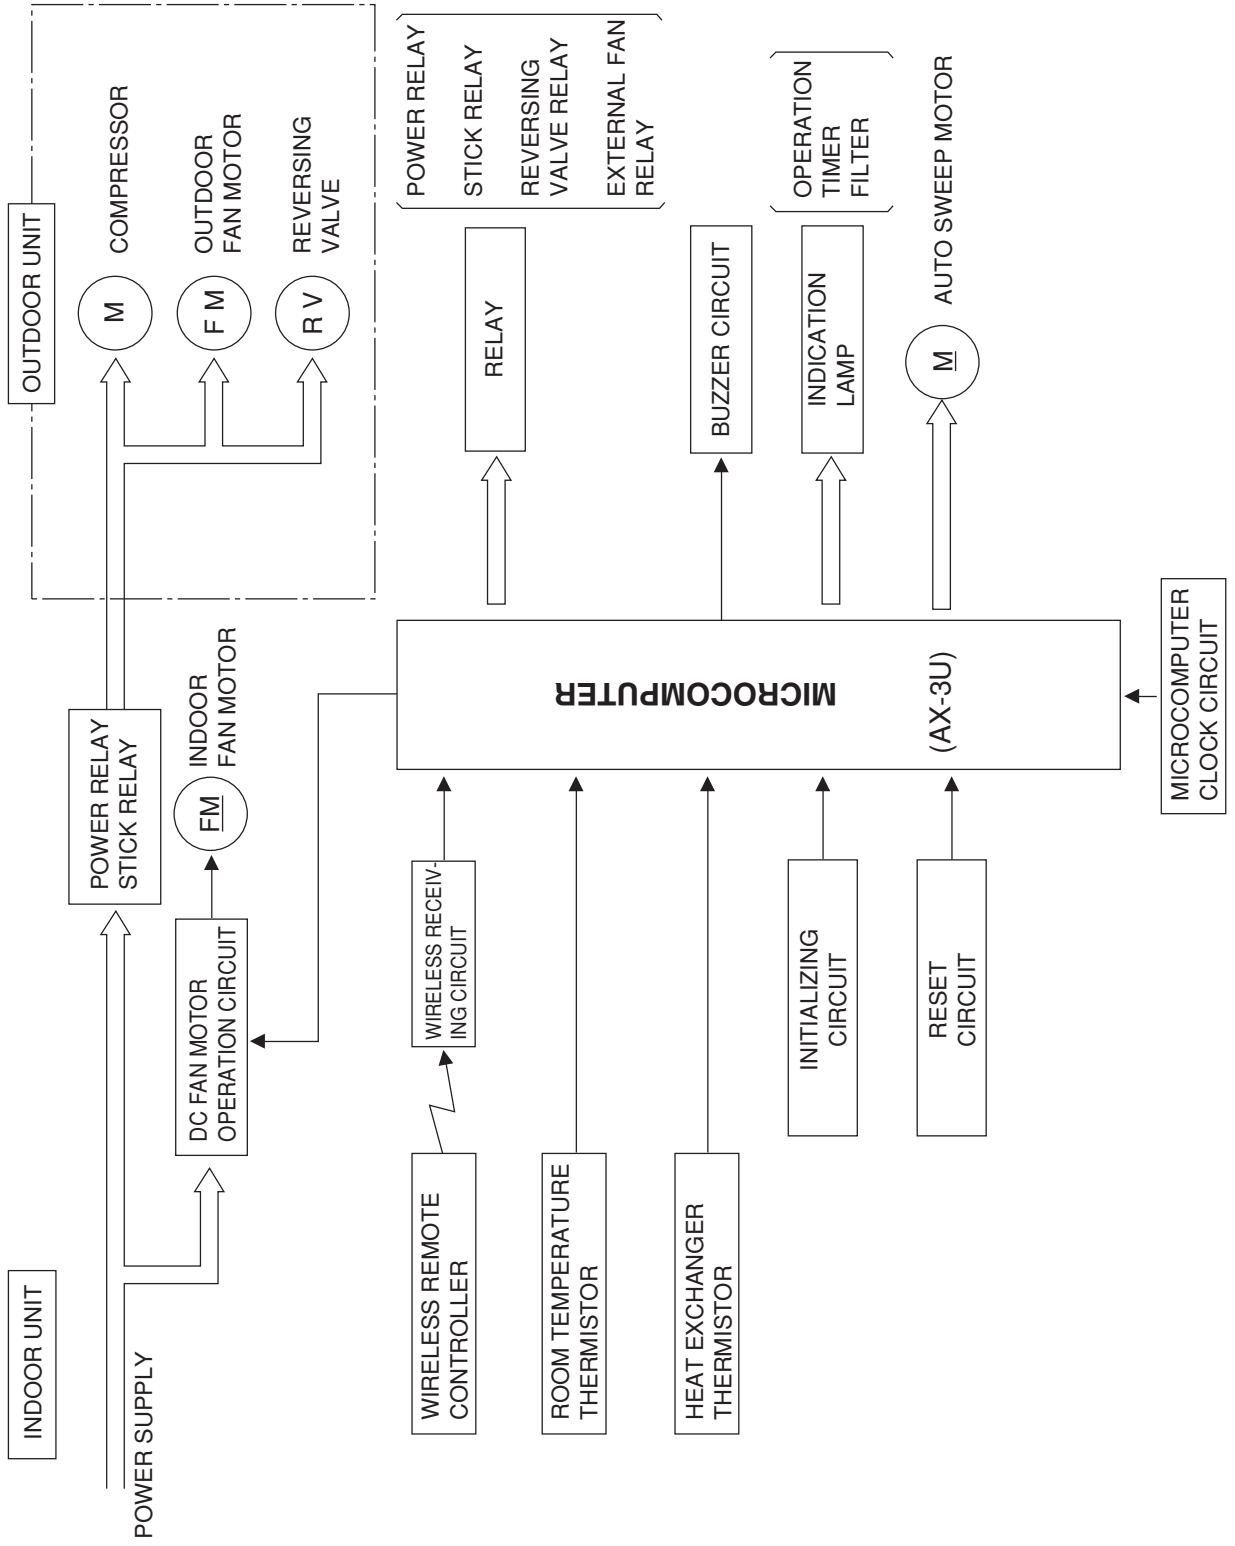 INDOOR UNIT
POWER SUPPLY
POWER RELAY
STICK RELAY
DC FAN MOTOR
OPERATION CIRCUIT
FM
INDOOR
FAN MOTOR
OUTDOOR UNIT
M
COMPRESSOR
F M
OUTDOOR
FAN MOTOR
R V
REVERSING
VALVE
WIRELESS REMOTE
CONTROLLER
WIRELESS RECEIV-
ING CIRCUIT
ROOM TEMPERATURE
THERMISTOR
HEAT EXCHANGER
THERMISTOR
INITIALIZING
CIRCUIT
RESET
CIRCUIT
MICROCOMPUTER
(AX-3U)
MICROCOMPUTER
CLOCK CIRCUIT
RELAY
POWER RELAY
STICK RELAY
REVERSING
VALVE RELAY
EXTERNAL FAN
RELAY
BUZZER CIRCUIT
INDICATION
LAMP
OPERATION
TIMER
FILTER
M
AUTO SWEEP MOTOR